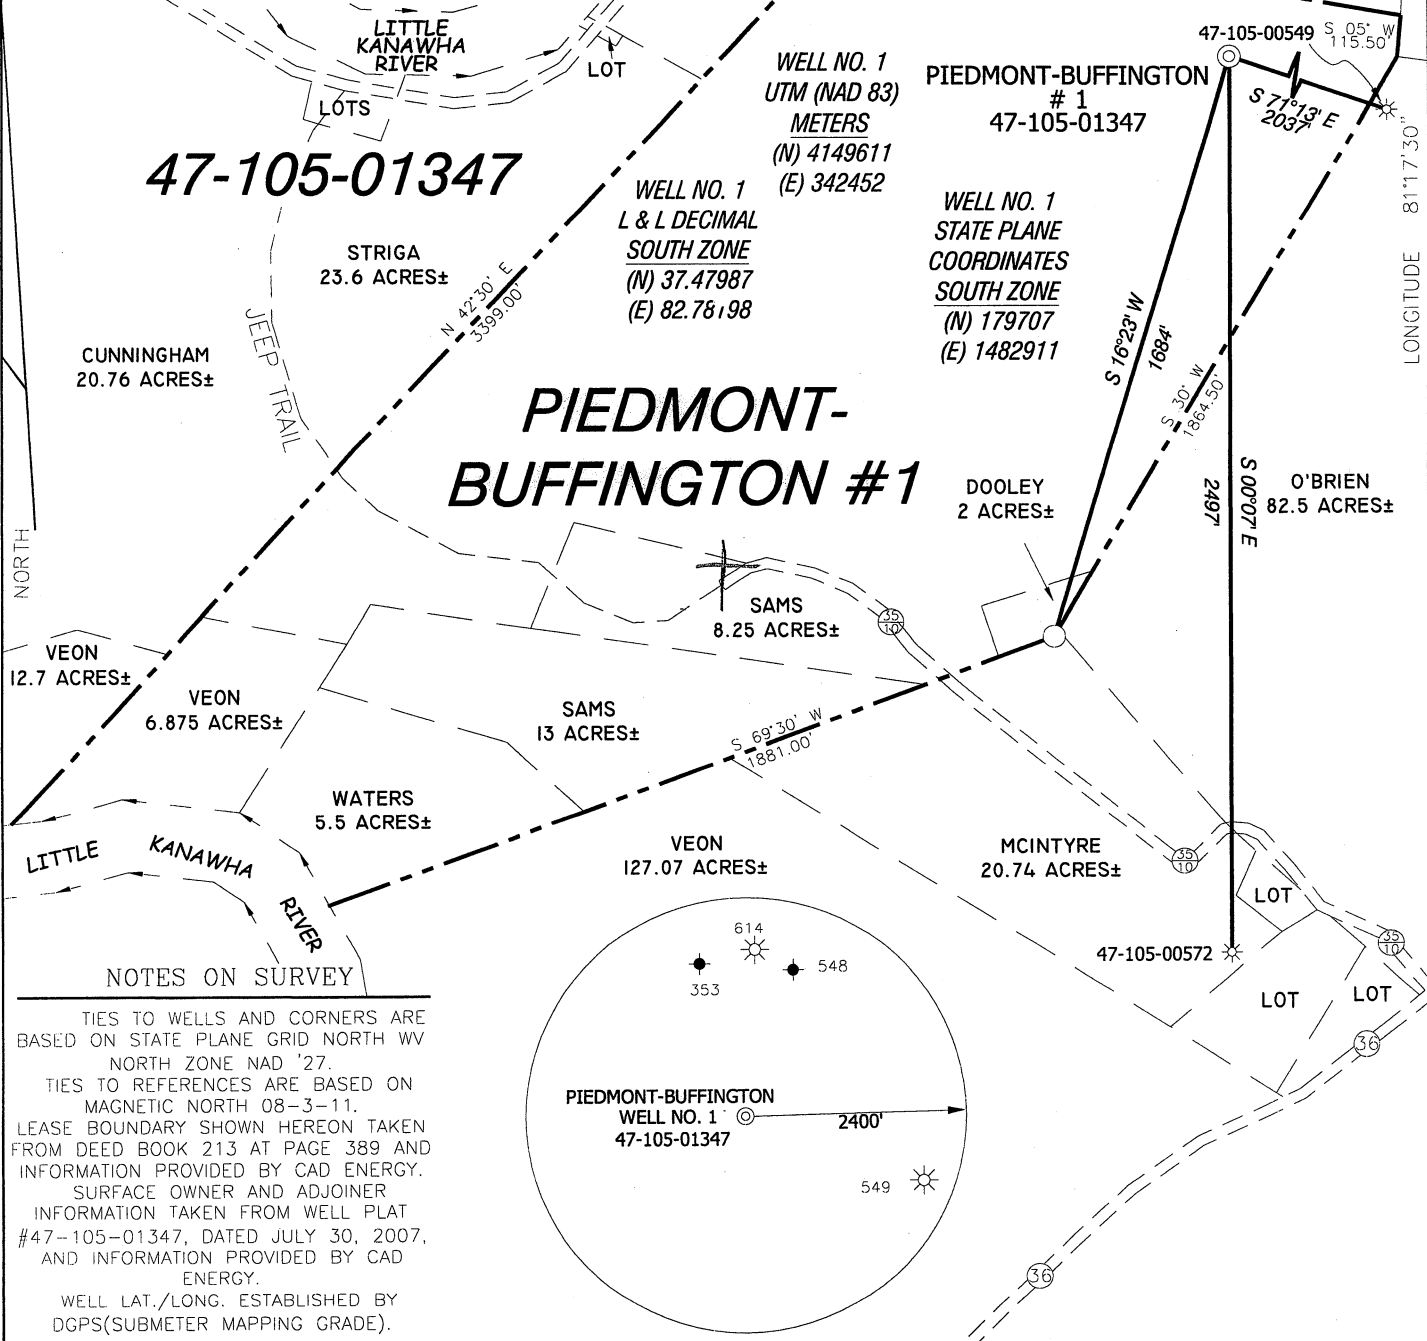 LITTLE
KANAWHA
RIVER
LOT
LOTS
47-105-01347
WELL NO. 1
UTM (NAD 83)
METERS
(N) 4149611
(E) 342452
PIEDMONT-BUFFINGTON
# 1
47-105-01347
47-105-00549
S 05° W
115.50'
S 71°13' E
2037'
LONGITUDE 81°17'30"
WELL NO. 1
L & L DECIMAL
SOUTH ZONE
(N) 37.47987
(E) 82.78198
WELL NO. 1
STATE PLANE
COORDINATES
SOUTH ZONE
(N) 179707
(E) 1482911
STRIGA
23.6 ACRES±
N 42°30' E
3399.00'
JEEP TRAIL
CUNNINGHAM
20.76 ACRES±
S 16°23' W
1684'
S 30° W
1864.50'
PIEDMONT-
BUFFINGTON #1
DOOLEY
2 ACRES±
S 00°07' E
2497'
O'BRIEN
82.5 ACRES±
NORTH
SAMS
8.25 ACRES±
35
10
VEON
12.7 ACRES±
VEON
6.875 ACRES±
SAMS
13 ACRES±
S 69°30' W
1881.00'
WATERS
5.5 ACRES±
VEON
127.07 ACRES±
MCINTYRE
20.74 ACRES±
35
10
LITTLE KANAWHA RIVER
LOT
35
10
47-105-00572
LOT
LOT
36
36
614
353
548
PIEDMONT-BUFFINGTON
WELL NO. 1
47-105-01347
2400'
549
NOTES ON SURVEY
TIES TO WELLS AND CORNERS ARE
BASED ON STATE PLANE GRID NORTH WV
NORTH ZONE NAD '27.
TIES TO REFERENCES ARE BASED ON
MAGNETIC NORTH 08-3-11.
LEASE BOUNDARY SHOWN HEREON TAKEN
FROM DEED BOOK 213 AT PAGE 389 AND
INFORMATION PROVIDED BY CAD ENERGY.
SURFACE OWNER AND ADJOINER
INFORMATION TAKEN FROM WELL PLAT
#47-105-01347, DATED JULY 30, 2007,
AND INFORMATION PROVIDED BY CAD
ENERGY.
WELL LAT./LONG. ESTABLISHED BY
DGPS(SUBMETER MAPPING GRADE).